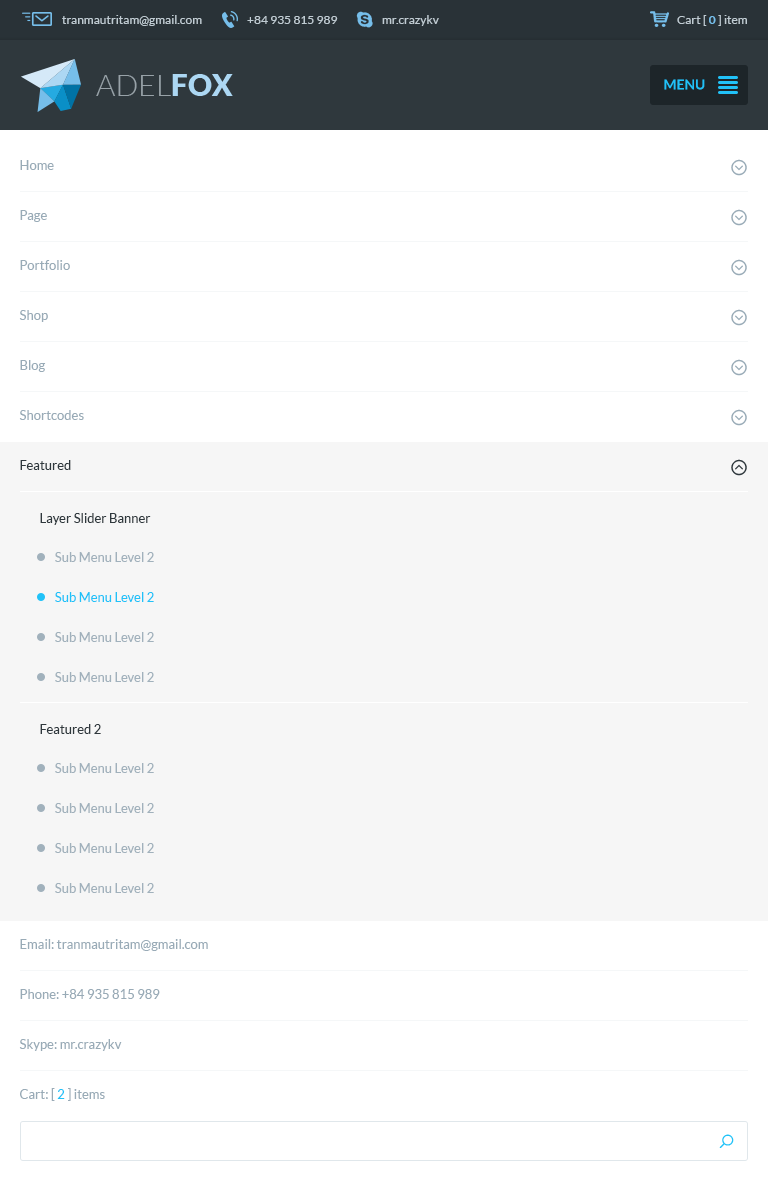 tranmautritam@gmail.com +84 935 815 989 mr.crazykv Cart [ 0 ] item
ADELFOX
MENU
Home
Page
Portfolio
Shop
Blog
Shortcodes
Featured
Layer Slider Banner
Sub Menu Level 2
Sub Menu Level 2
Sub Menu Level 2
Sub Menu Level 2
Featured 2
Sub Menu Level 2
Sub Menu Level 2
Sub Menu Level 2
Sub Menu Level 2
Email: tranmautritam@gmail.com
Phone: +84 935 815 989
Skype: mr.crazykv
Cart: [ 2 ] items